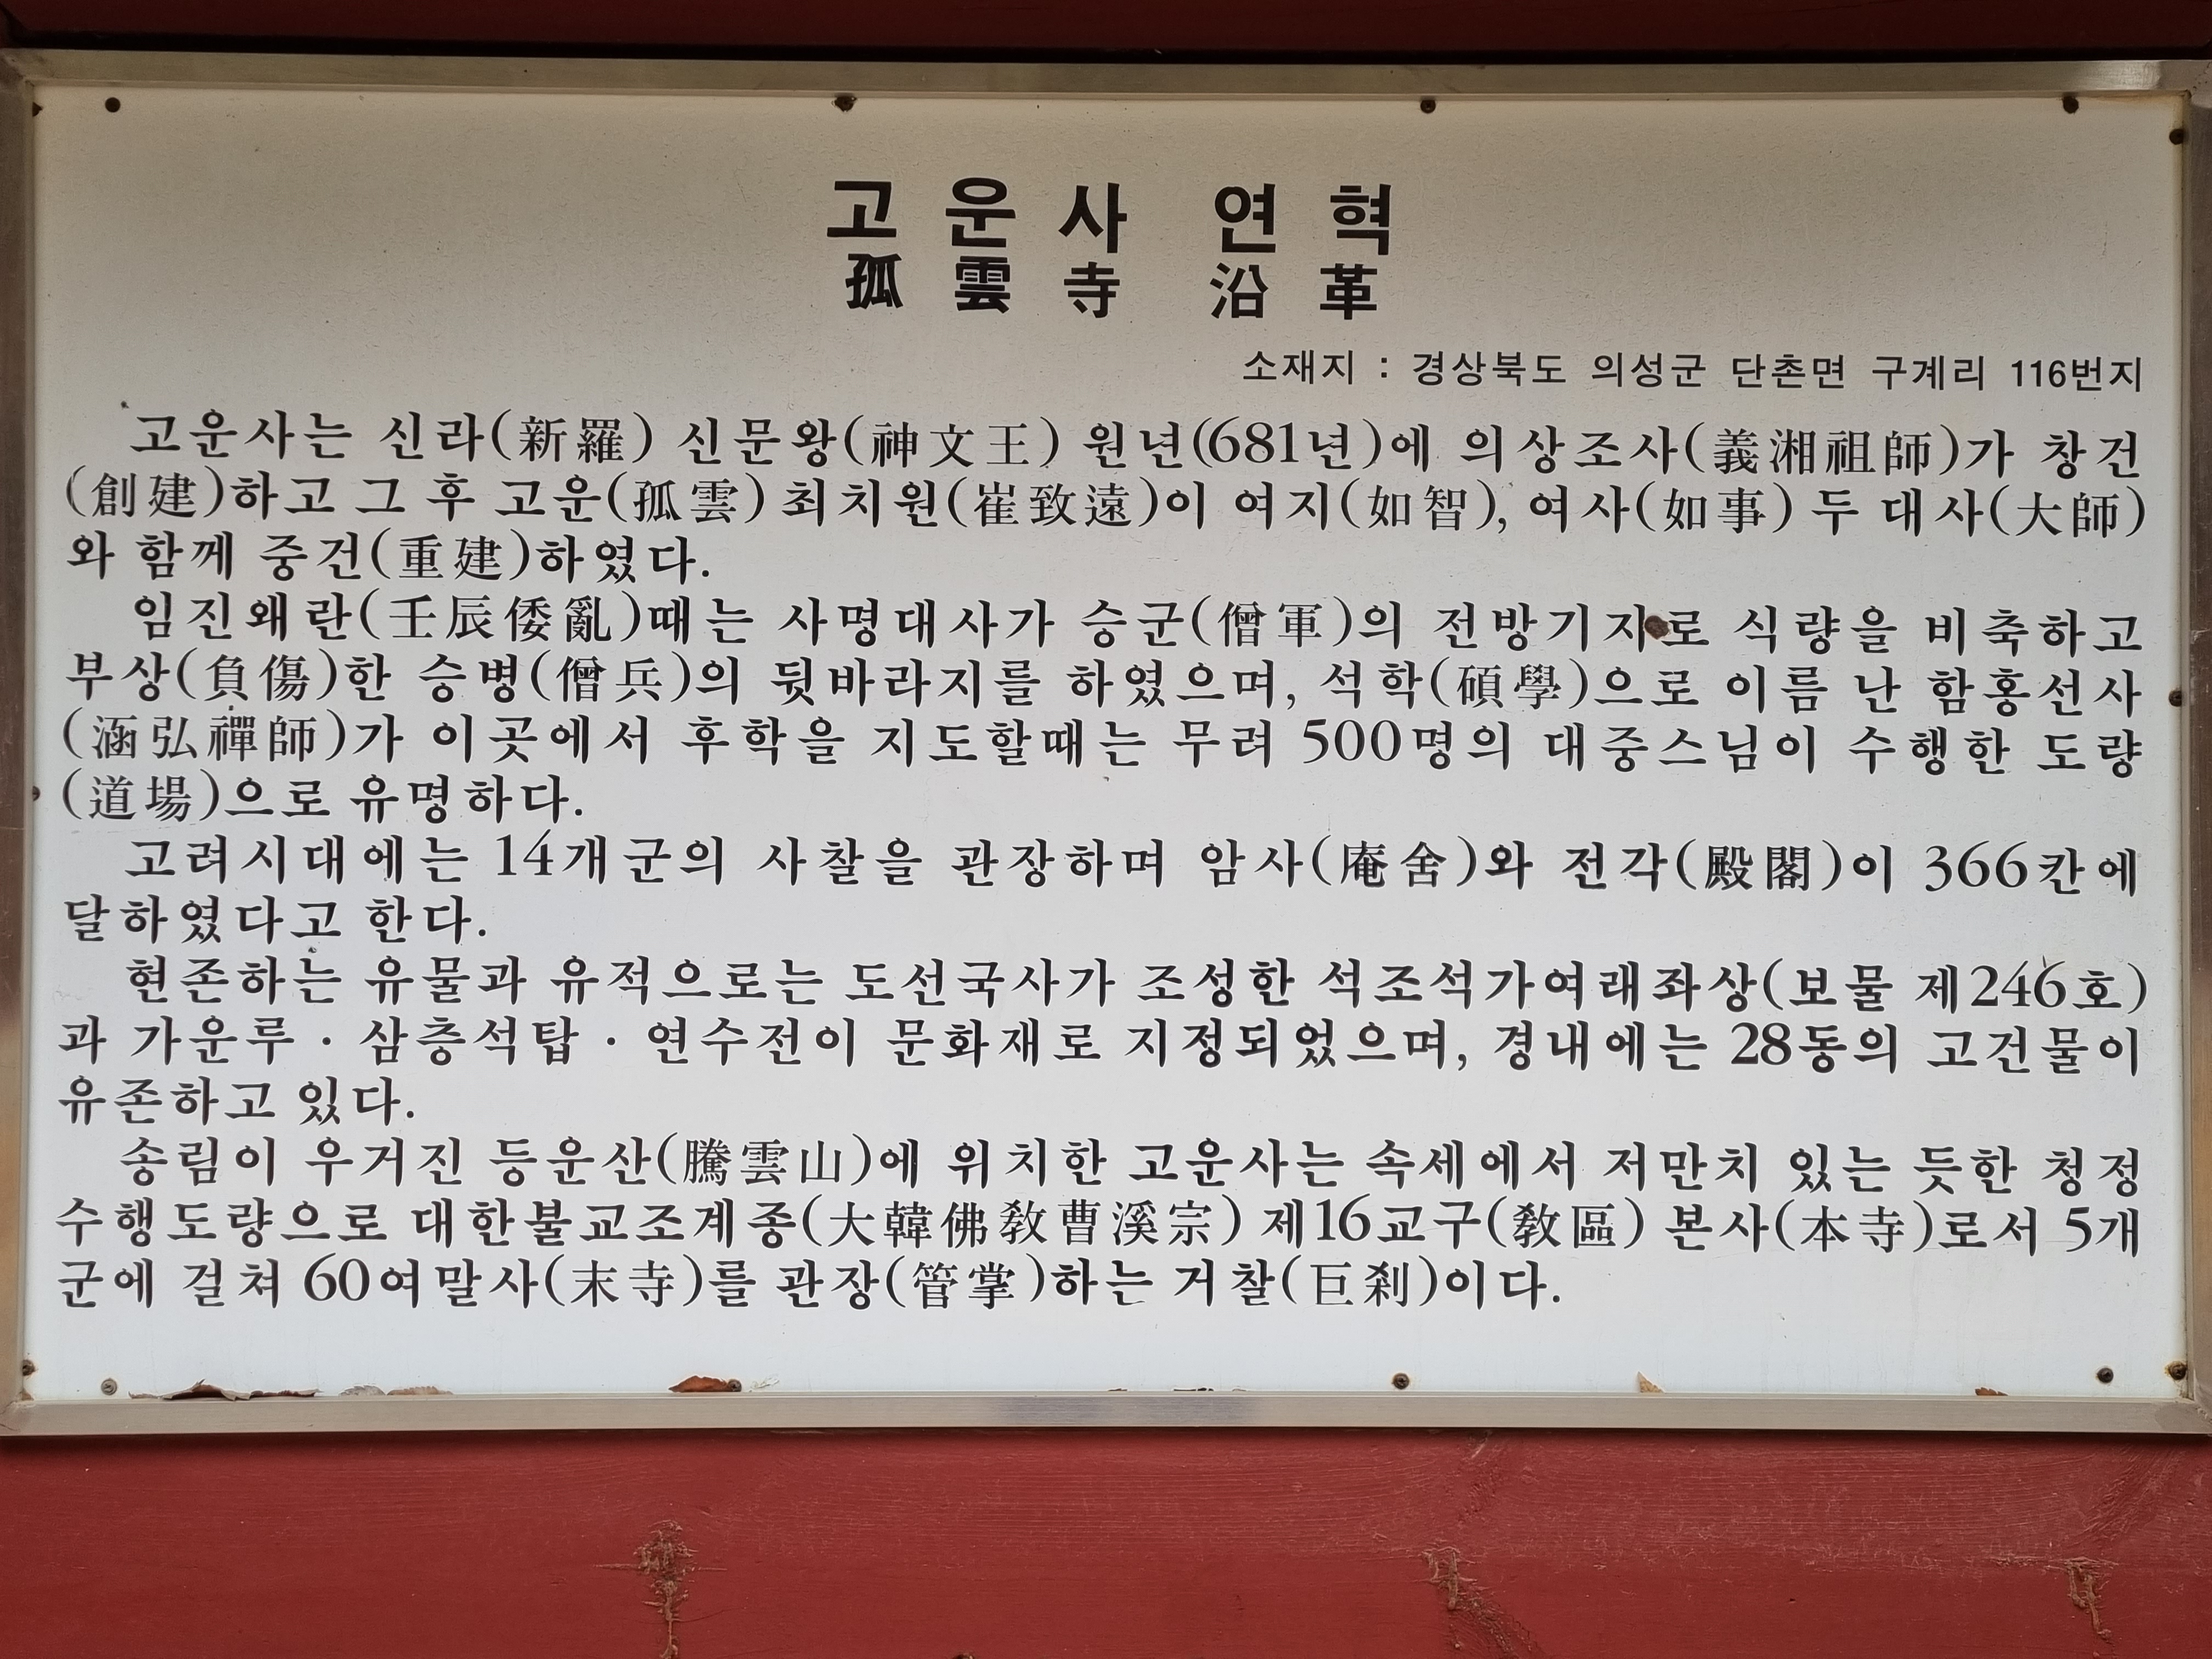 고운사 연혁
孤雲寺 沿革
소재지 : 경상북도 의성군 단촌면 구계리 116번지
고운사는 신라(新羅) 신문왕(神文王) 원년(681년)에 의상조사(義湘祖師)가 창건
(創建)하고 그 후 고운(孤雲) 최치원(崔致遠)이 여지(如智), 여사(如事) 두 대사(大師)
와 함께 중건(重建)하였다.
임진왜란(壬辰倭亂)때는 사명대사가 승군(僧軍)의 전방기지로 식량을 비축하고
부상(負傷)한 승병(僧兵)의 뒷바라지를 하였으며, 석학(碩學)으로 이름 난 함홍선사
(涵弘禪師)가 이곳에서 후학을 지도할때는 무려 500명의 대중스님이 수행한 도량
(道場)으로 유명하다.
고려시대에는 14개군의 사찰을 관장하며 암사(庵舍)와 전각(殿閣)이 366칸에
달하였다고 한다.
현존하는 유물과 유적으로는 도선국사가 조성한 석조석가여래좌상(보물 제246호)
과 가운루 · 삼층석탑 · 연수전이 문화재로 지정되었으며, 경내에는 28동의 고건물이
유존하고 있다.
송림이 우거진 등운산(騰雲山)에 위치한 고운사는 속세에서 저만치 있는 듯한 청정
수행도량으로 대한불교조계종(大韓佛敎曹溪宗) 제16교구(敎區) 본사(本寺)로서 5개
군에 걸쳐 60여말사(末寺)를 관장(管掌)하는 거찰(巨刹)이다.